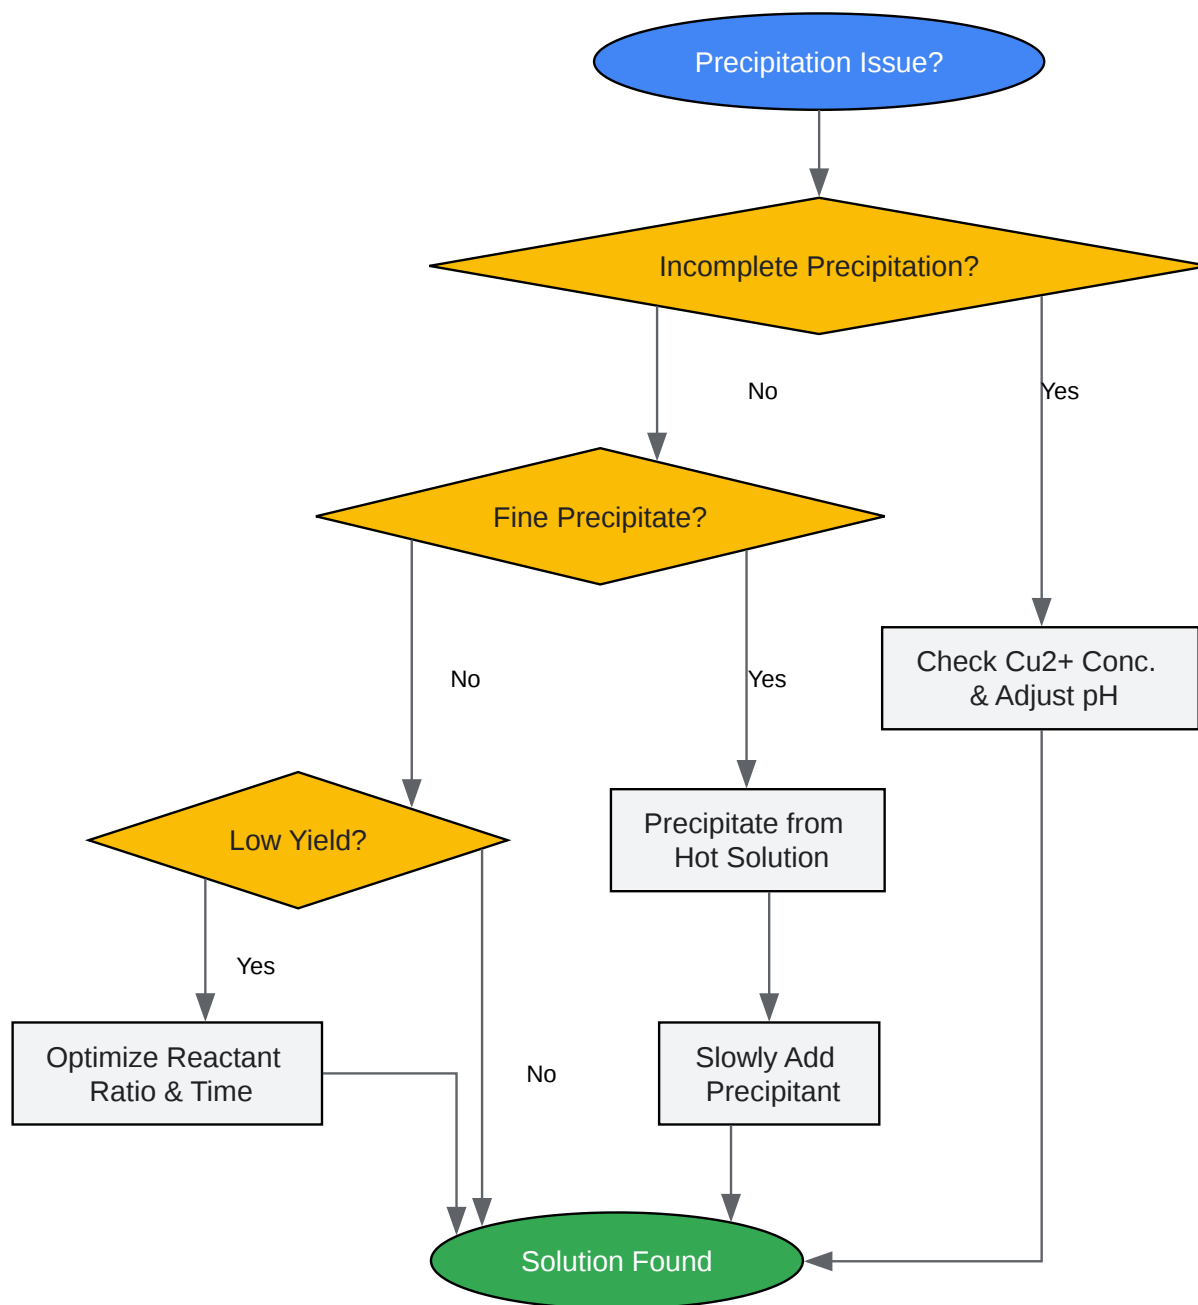 Precipitation Issue?
Incomplete Precipitation?
No
Yes
Fine Precipitate?
No
Yes
Check Cu2+ Conc.
& Adjust pH
Low Yield?
Precipitate from
Hot Solution
Yes
Optimize Reactant
Ratio & Time
No
Slowly Add
Precipitant
Solution Found